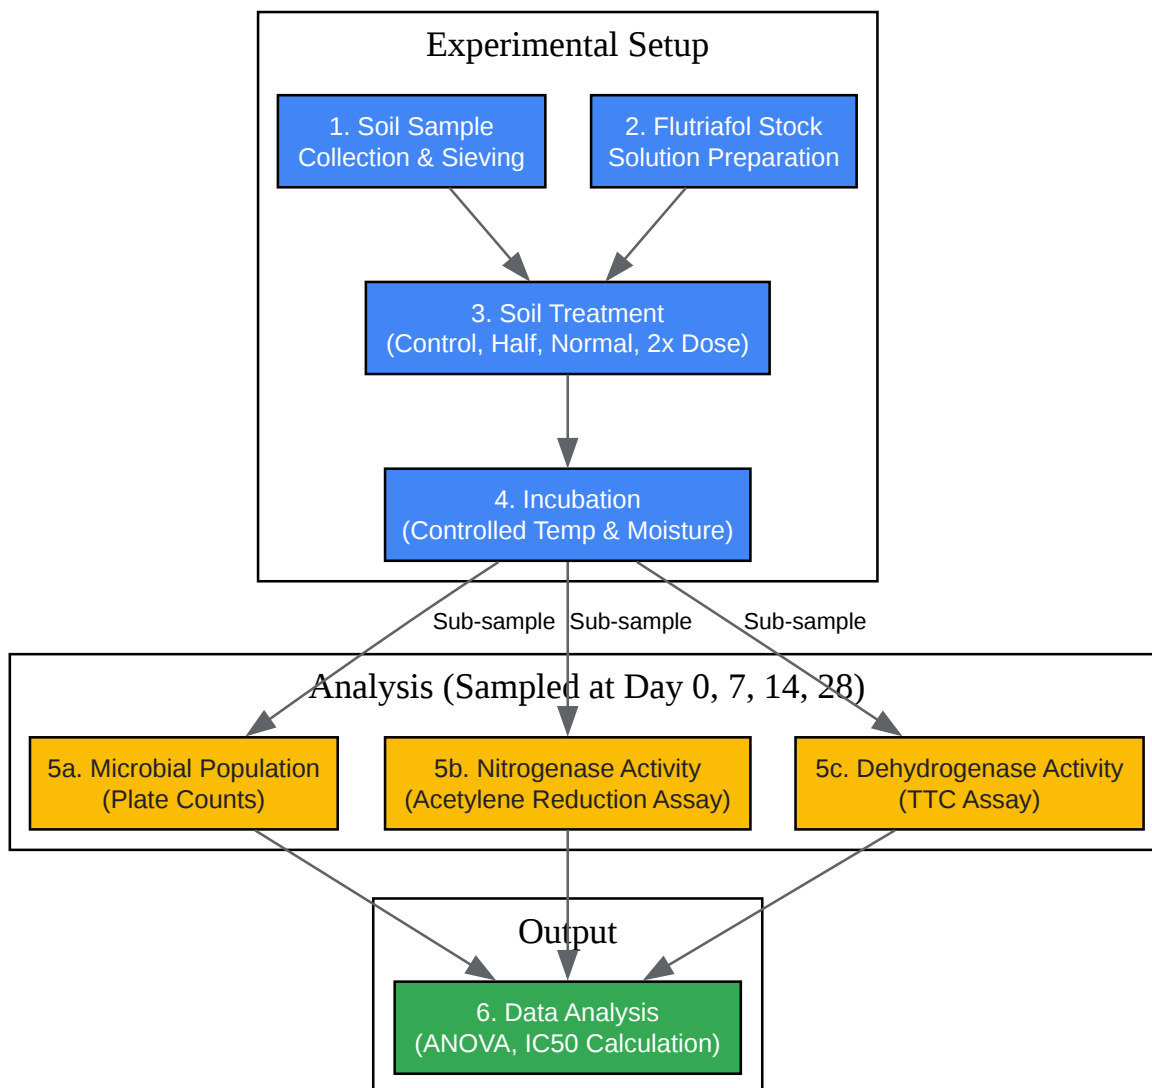 Experimental Setup
1. Soil Sample
Collection & Sieving
2. Flutriafol Stock
Solution Preparation
3. Soil Treatment
(Control, Half, Normal, 2x Dose)
4. Incubation
(Controlled Temp & Moisture)
Sub-sample
Sub-sample
Sub-sample
Analysis (Sampled at Day 0, 7, 14, 28)
5a. Microbial Population
(Plate Counts)
5b. Nitrogenase Activity
(Acetylene Reduction Assay)
5c. Dehydrogenase Activity
(TTC Assay)
Output
6. Data Analysis
(ANOVA, IC50 Calculation)